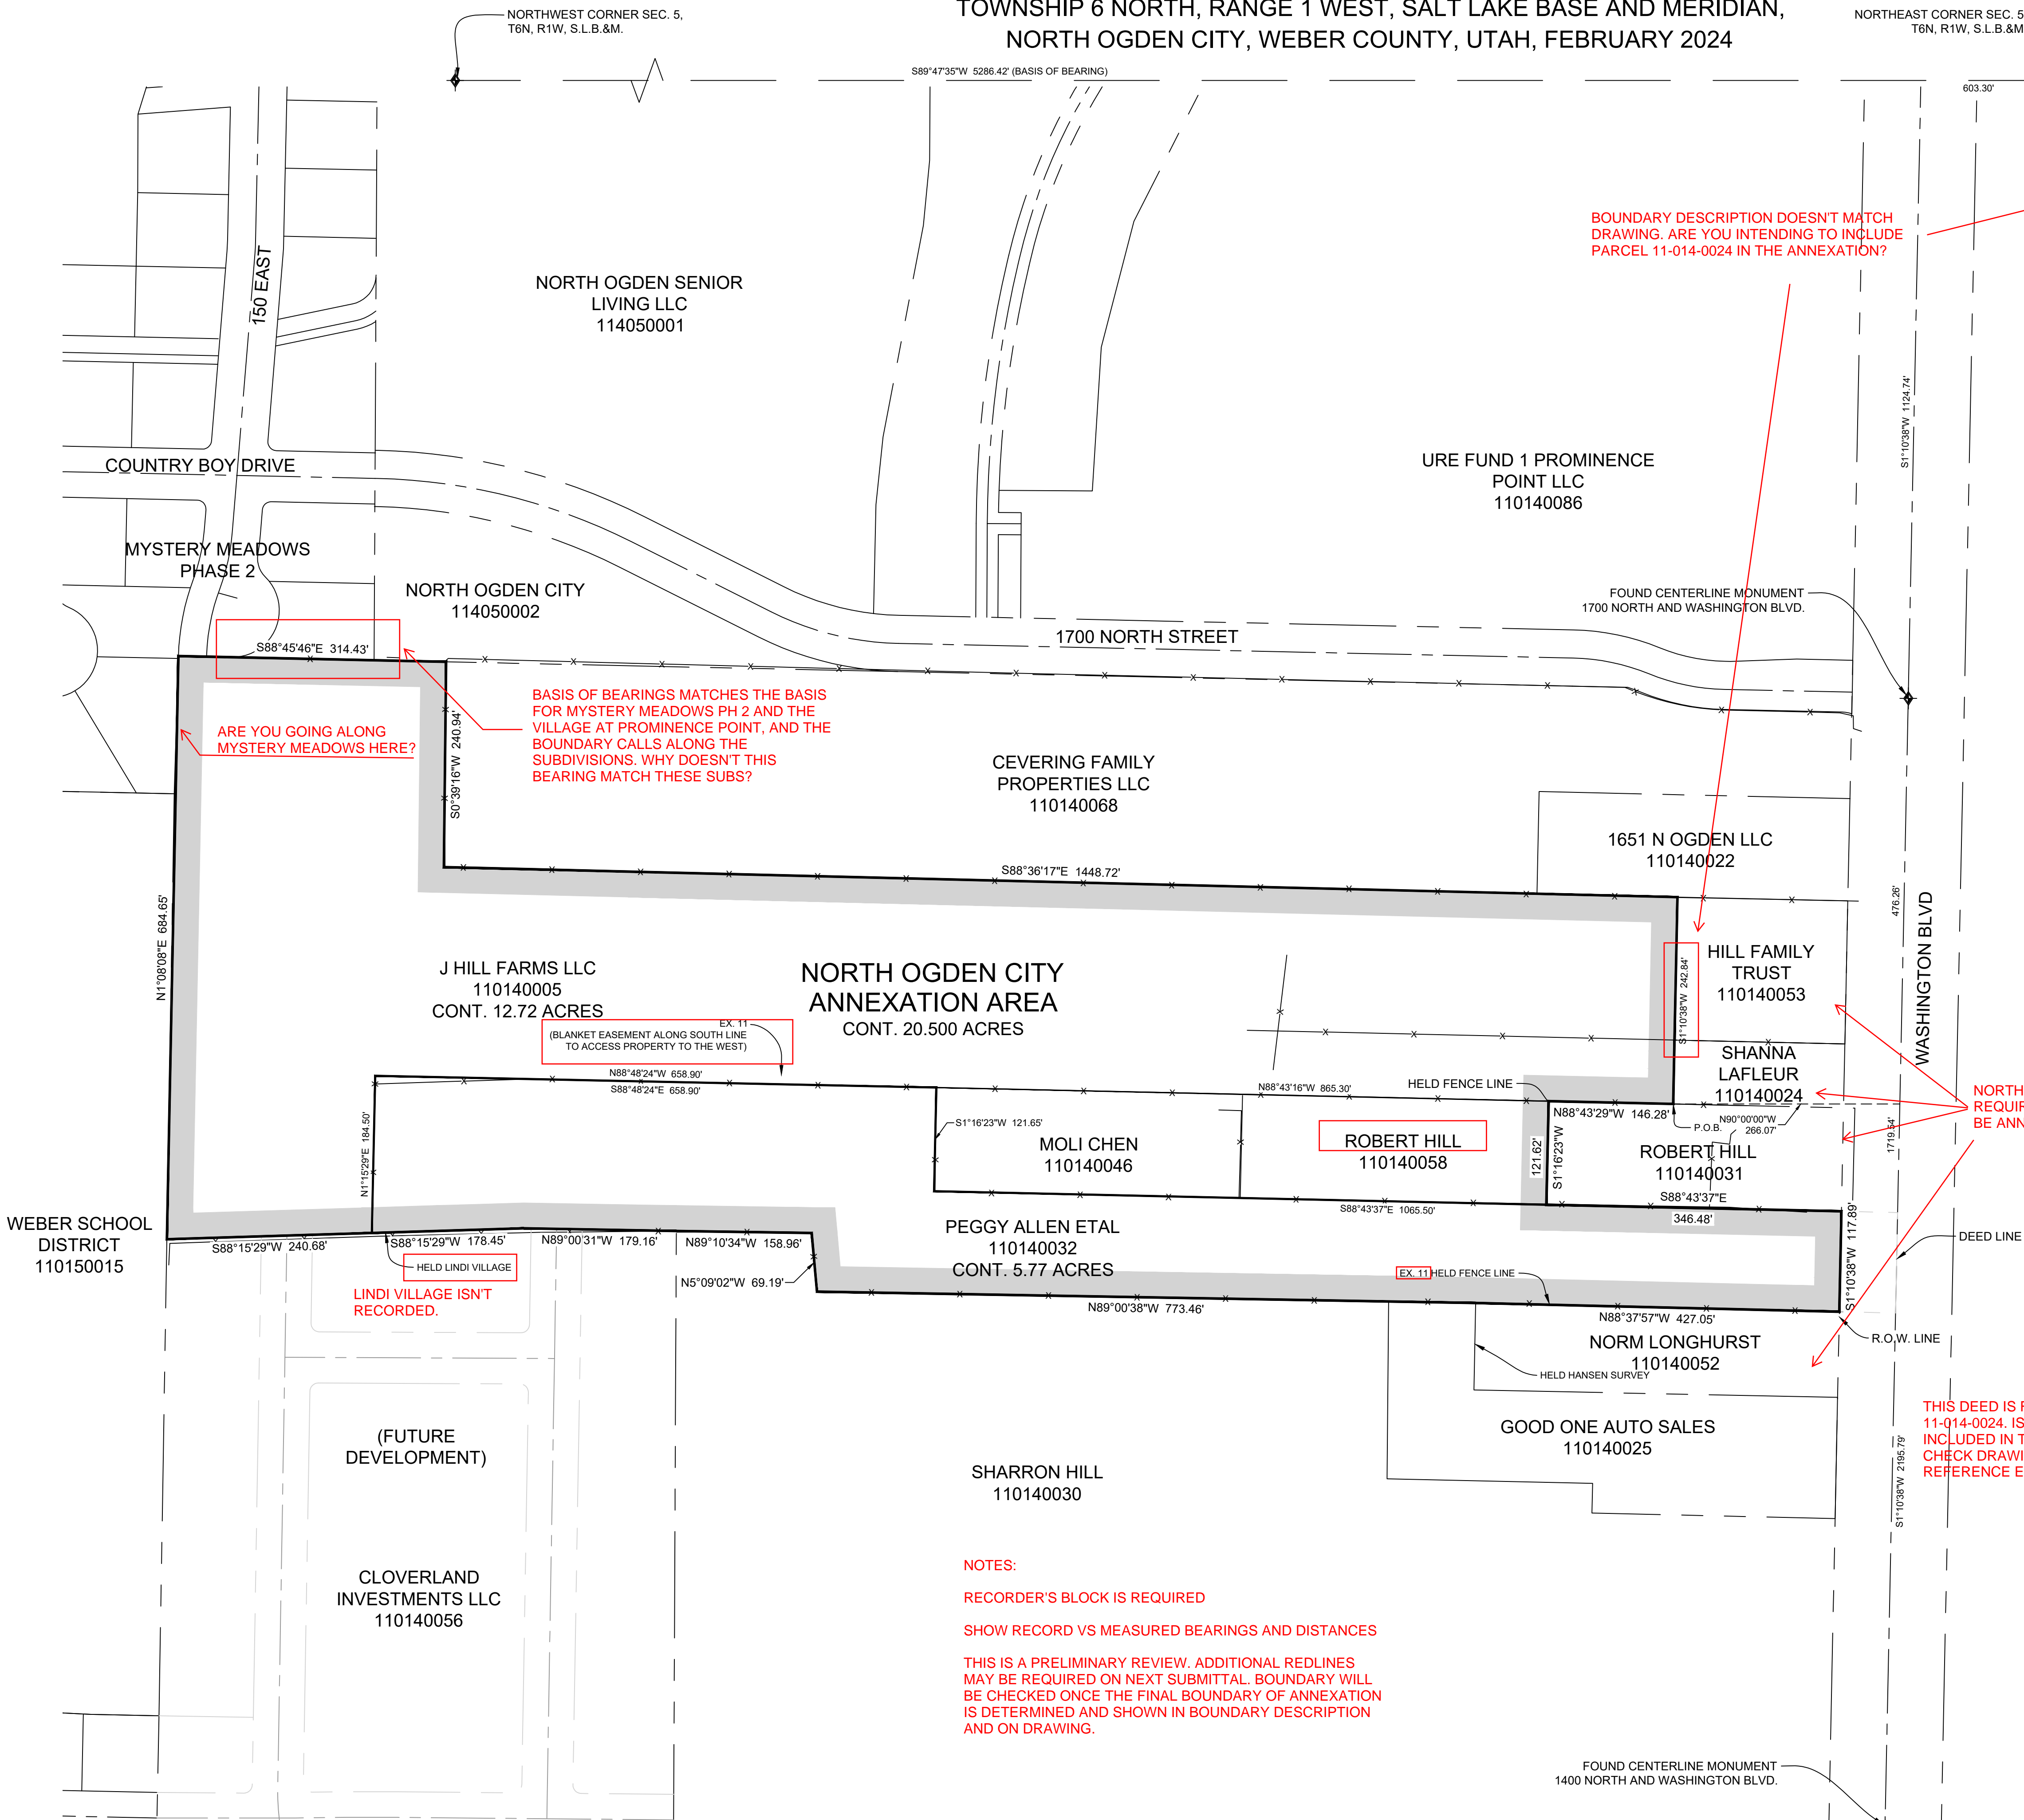 TOWNSHIP 6 NORTH, RANGE 1 WEST, SALT LAKE BASE AND MERIDIAN,
NORTH OGDEN CITY, WEBER COUNTY, UTAH, FEBRUARY 2024
NORTHWEST CORNER SEC. 5,
T6N, R1W, S.L.B.&M.
NORTHEAST CORNER SEC. 5
T6N, R1W, S.L.B.&M
S89°47'35"W 5286.42' (BASIS OF BEARING)
603.30'
BOUNDARY DESCRIPTION DOESN'T MATCH
DRAWING. ARE YOU INTENDING TO INCLUDE
PARCEL 11-014-0024 IN THE ANNEXATION?
150 EAST
NORTH OGDEN SENIOR
LIVING LLC
114050001
S1°10'38"W 1124.74'
COUNTRY BOY DRIVE
URE FUND 1 PROMINENCE
POINT LLC
110140086
MYSTERY MEADOWS
PHASE 2
NORTH OGDEN CITY
114050002
FOUND CENTERLINE MONUMENT
1700 NORTH AND WASHINGTON BLVD.
1700 NORTH STREET
S88°45'46"E 314.43'
BASIS OF BEARINGS MATCHES THE BASIS
FOR MYSTERY MEADOWS PH 2 AND THE
VILLAGE AT PROMINENCE POINT, AND THE
BOUNDARY CALLS ALONG THE
SUBDIVISIONS. WHY DOESN'T THIS
BEARING MATCH THESE SUBS?
ARE YOU GOING ALONG
MYSTERY MEADOWS HERE?
S0°39'16"W 240.94'
CEVERING FAMILY
PROPERTIES LLC
110140068
1651 N OGDEN LLC
110140022
S88°36'17"E 1448.72'
N1°08'08"E 684.65'
476.26'
WASHINGTON BLVD
J HILL FARMS LLC
110140005
CONT. 12.72 ACRES
NORTH OGDEN CITY
ANNEXATION AREA
CONT. 20.500 ACRES
S1°10'38"W 242.84'
HILL FAMILY
TRUST
110140053
EX. 11
(BLANKET EASEMENT ALONG SOUTH LINE
TO ACCESS PROPERTY TO THE WEST)
SHANNA
LAFLEUR
110140024
N88°48'24"W 658.90'
S88°48'24"E 658.90'
N88°43'16"W 865.30'
HELD FENCE LINE
N88°43'29"W 146.28'
P.O.B.
N90°00'00"W
266.07'
NORTH
REQUIR
BE ANN
N1°15'29"E 184.50'
S1°16'23"W 121.65'
MOLI CHEN
110140046
ROBERT HILL
110140058
121.62'
S1°16'23"W
ROBERT HILL
110140031
1719.54'
S88°43'37"E
346.48'
S88°43'37"E 1065.50'
WEBER SCHOOL
DISTRICT
110150015
S88°15'29"W 240.68'
S88°15'29"W 178.45'
N89°00'31"W 179.16'
N89°10'34"W 158.96'
PEGGY ALLEN ETAL
110140032
CONT. 5.77 ACRES
S1°10'38"W 117.89'
DEED LINE
HELD LINDI VILLAGE
LINDI VILLAGE ISN'T
RECORDED.
N5°09'02"W 69.19'
EX. 11 HELD FENCE LINE
N89°00'38"W 773.46'
N88°37'57"W 427.05'
R.O.W. LINE
NORM LONGHURST
110140052
HELD HANSEN SURVEY
(FUTURE
DEVELOPMENT)
GOOD ONE AUTO SALES
110140025
THIS DEED IS
11-014-0024. IS
INCLUDED IN T
CHECK DRAWI
REFERENCE E
S1°10'38"W 2195.79'
SHARRON HILL
110140030
CLOVERLAND
INVESTMENTS LLC
110140056
NOTES:
RECORDER'S BLOCK IS REQUIRED
SHOW RECORD VS MEASURED BEARINGS AND DISTANCES
THIS IS A PRELIMINARY REVIEW. ADDITIONAL REDLINES
MAY BE REQUIRED ON NEXT SUBMITTAL. BOUNDARY WILL
BE CHECKED ONCE THE FINAL BOUNDARY OF ANNEXATION
IS DETERMINED AND SHOWN IN BOUNDARY DESCRIPTION
AND ON DRAWING.
FOUND CENTERLINE MONUMENT
1400 NORTH AND WASHINGTON BLVD.